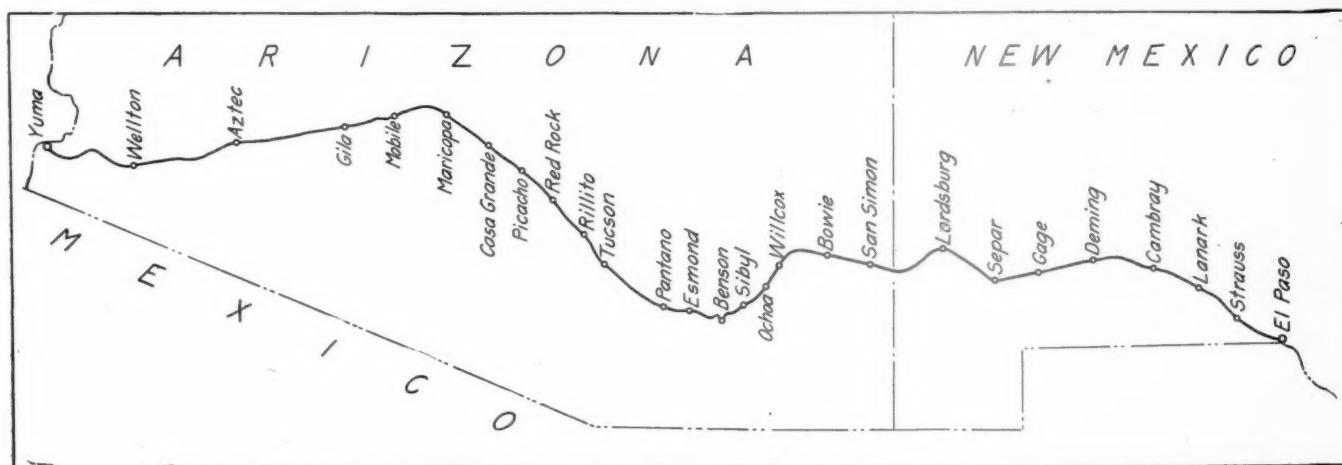 ARIZONA
NEW MEXICO
Yuma
Wellton
Aztec
Gila
Mobile
Maricopa
Cosa Grande
Picacho
Red Rock
Rillito
Tucson
Pantano
Esmond
Benson
Sibyl
Ochoa
Willcox
Bowie
San Simon
Lordsburg
Separ
Gage
Deming
Cambray
Lanark
Strauss
El Paso
MEXICO